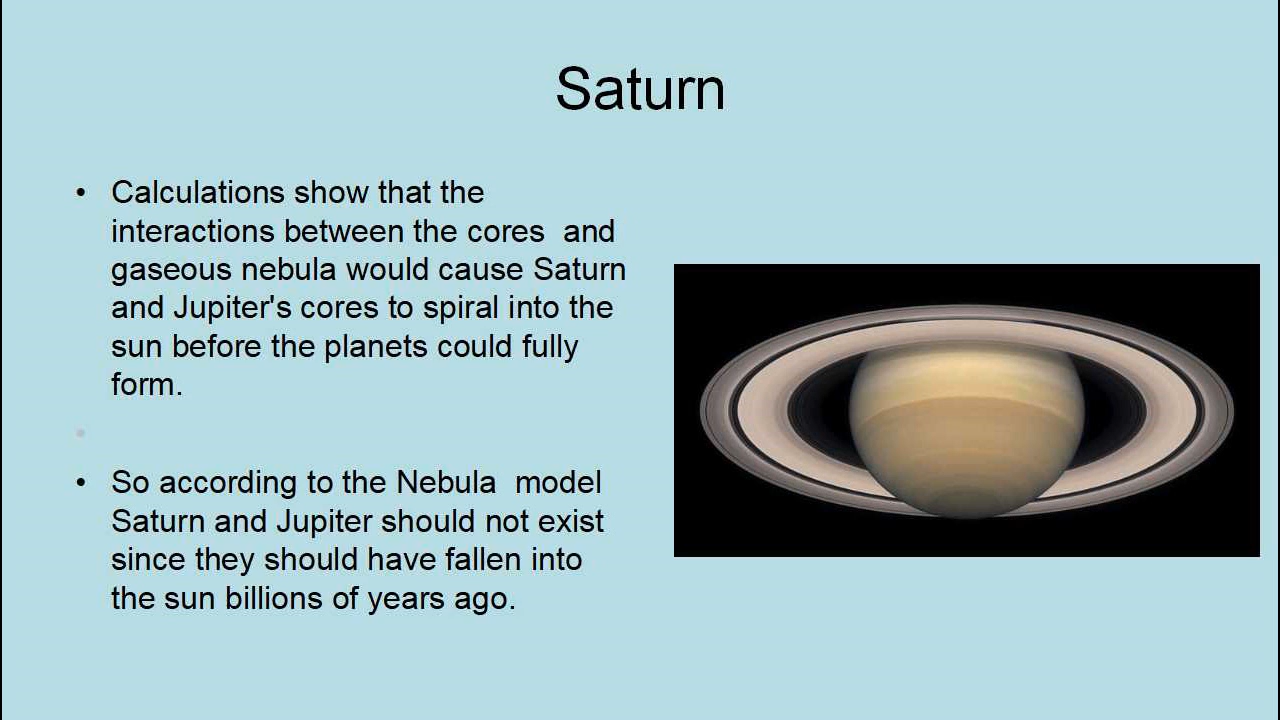 Saturn
• Calculations show that the
interactions between the cores  and
gaseous nebula would cause Saturn
and Jupiter's cores to spiral into the
sun before the planets could fully
form.
•
• So according to the Nebula  model
Saturn and Jupiter should not exist
since they should have fallen into
the sun billions of years ago.